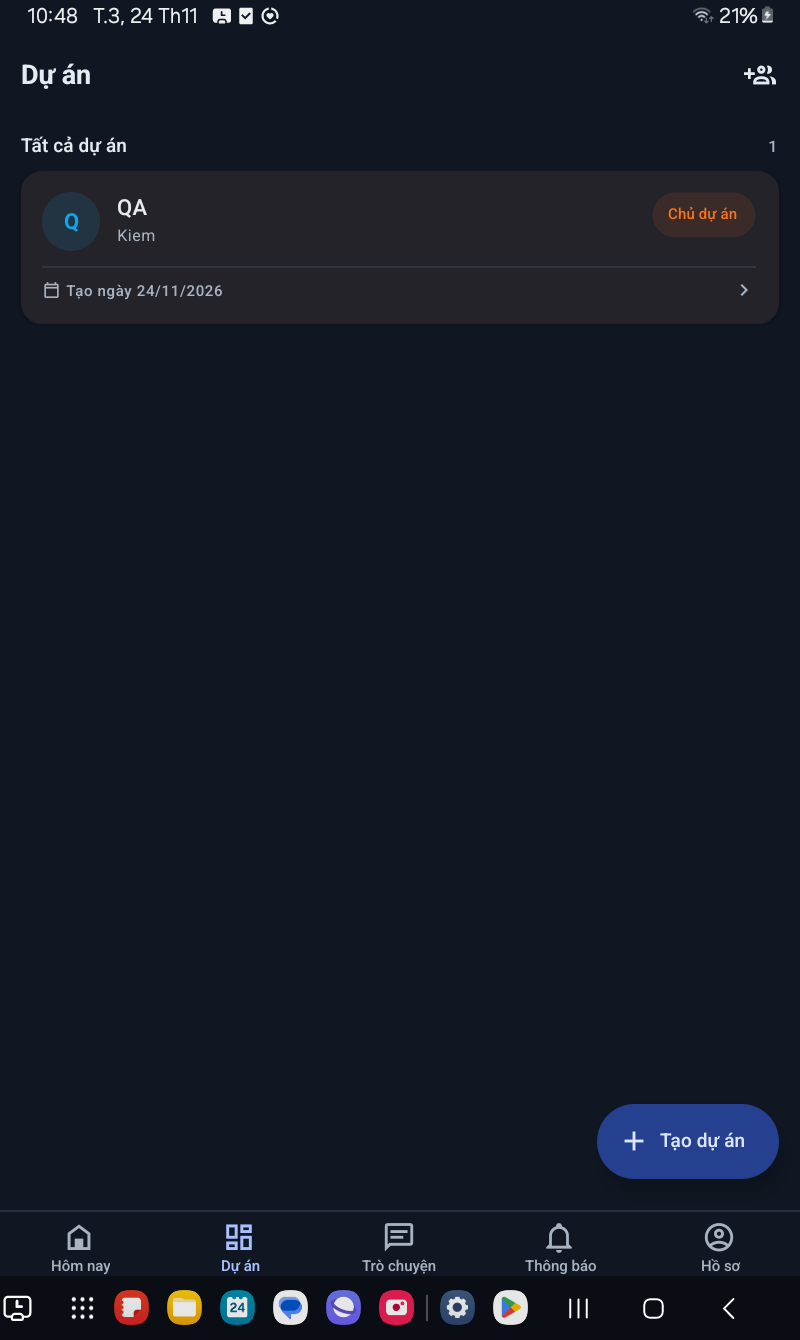 10:48 T.3, 24 Th11
21%
Dự án
Tất cả dự án
1
Q
QA
Kiem
Chủ dự án
Tạo ngày 24/11/2026
Tạo dự án
Hôm nay
Dự án
Trò chuyện
Thông báo
Hồ sơ
24